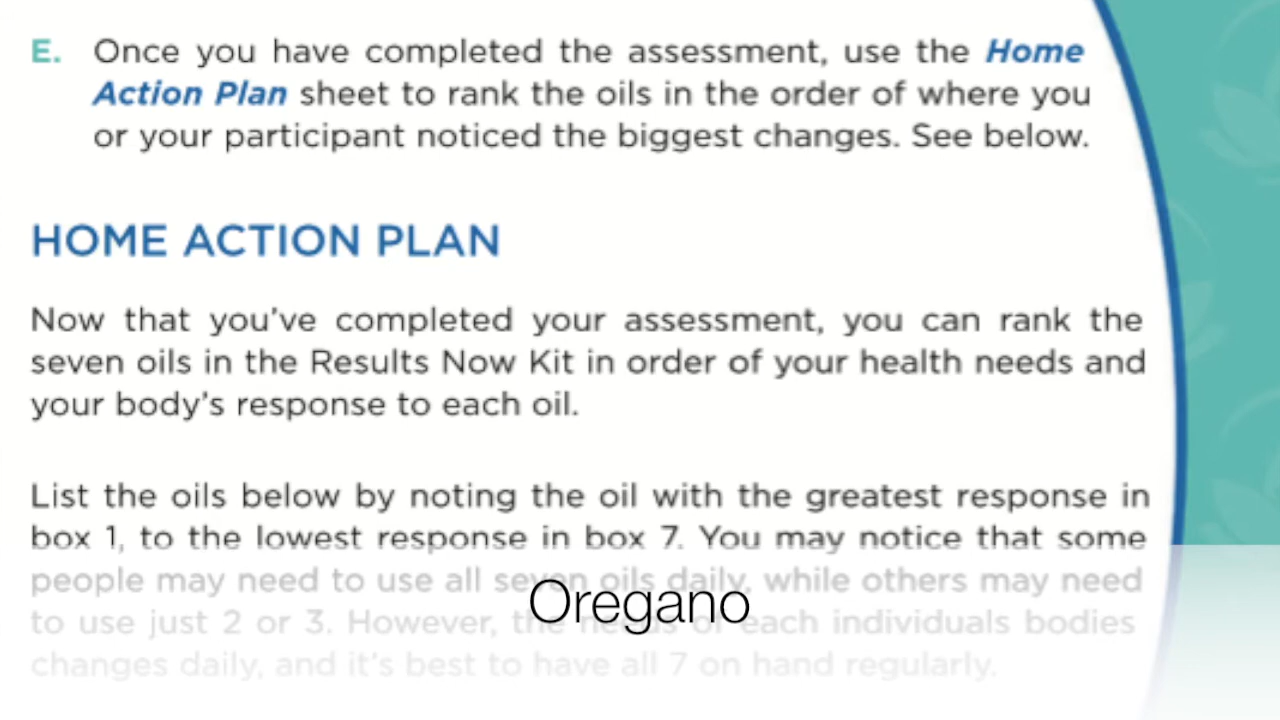 E. Once you have completed the assessment, use the Home
Action Plan sheet to rank the oils in the order of where you
or your participant noticed the biggest changes. See below.
HOME ACTION PLAN
Now that you've completed your assessment, you can rank the
seven oils in the Results Now Kit in order of your health needs and
your body's response to each oil.
List the oils below by noting the oil with the greatest response in
box 1, to the lowest response in box 7. You may notice that some
people may need to use all seven oils daily, while others may need
to use just 2 or 3. However, the needs of each individuals bodies
changes daily, and it's best to have all 7 on hand regularly.
Oregano